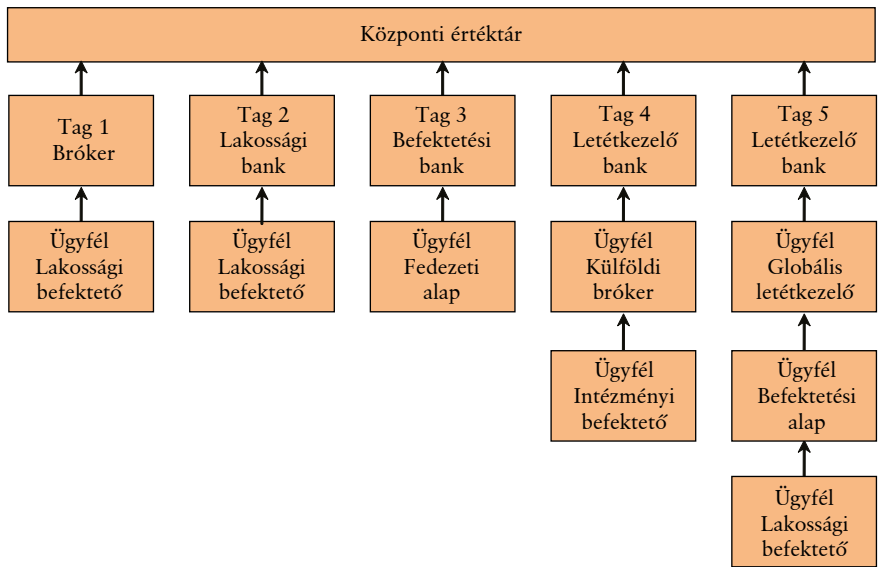 Központi értéktár
Tag 1
Bróker
Tag 2
Lakossági
bank
Tag 3
Befektetési
bank
Tag 4
Letétkezelő
bank
Tag 5
Letétkezelő
bank
Ügyfél
Lakossági
befektető
Ügyfél
Lakossági
befektető
Ügyfél
Fedezeti
alap
Ügyfél
Külföldi
bróker
Ügyfél
Globális
letétkezelő
Ügyfél
Intézményi
befektető
Ügyfél
Befektetési
alap
Ügyfél
Lakossági
befektető